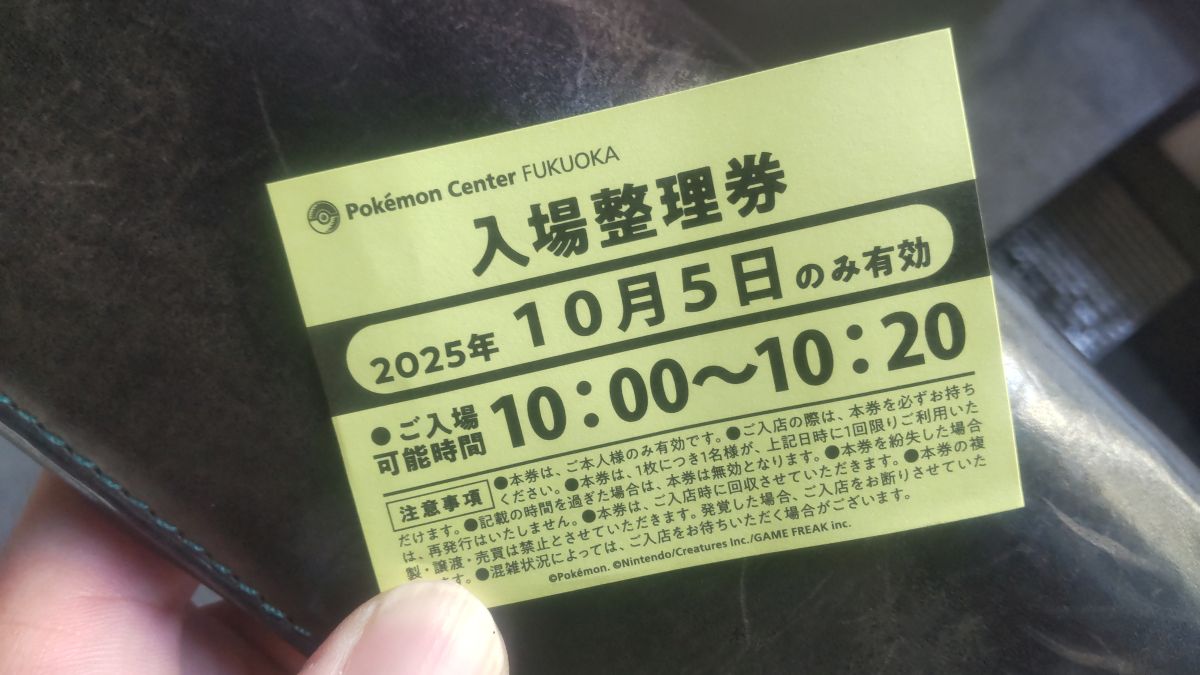 Pokémon Center FUKUOKA
入場整理券
2025年 10月5日のみ有効
●ご入場
可能時間 10:00〜10:20
注意事項 ●本券は、ご本人様のみ有効です。●ご入店の際は、本券を必ずお持ち
ください。●本券は、1枚につき1名様が、上記日時に1回限りご利用いた
だけます。●記載の時間を過ぎた場合は、本券は無効となります。●本券を紛失した場合
は、再発行はいたしません。●本券は、ご入店時に回収させていただきます。●本券の複
製・譲渡・売買は禁止とさせていただきます。発覚した場合、ご入店をお断りさせていた
ます。●混雑状況によっては、ご入店をお待ちいただく場合がございます。
©Pokémon. ©Nintendo/Creatures Inc./GAME FREAK inc.